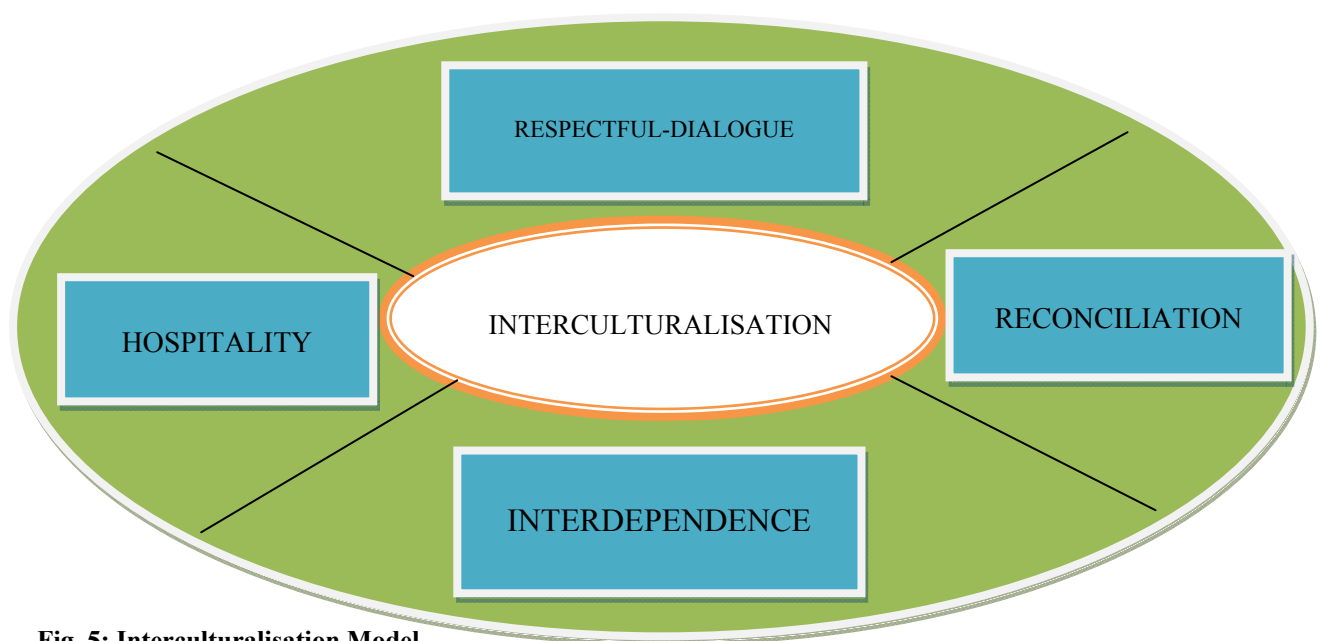 RESPECTFUL-DIALOGUE
HOSPITALITY
INTERCULTURALISATION
RECONCILIATION
INTERDEPENDENCE
Fig. 5: Interculturalisation Model